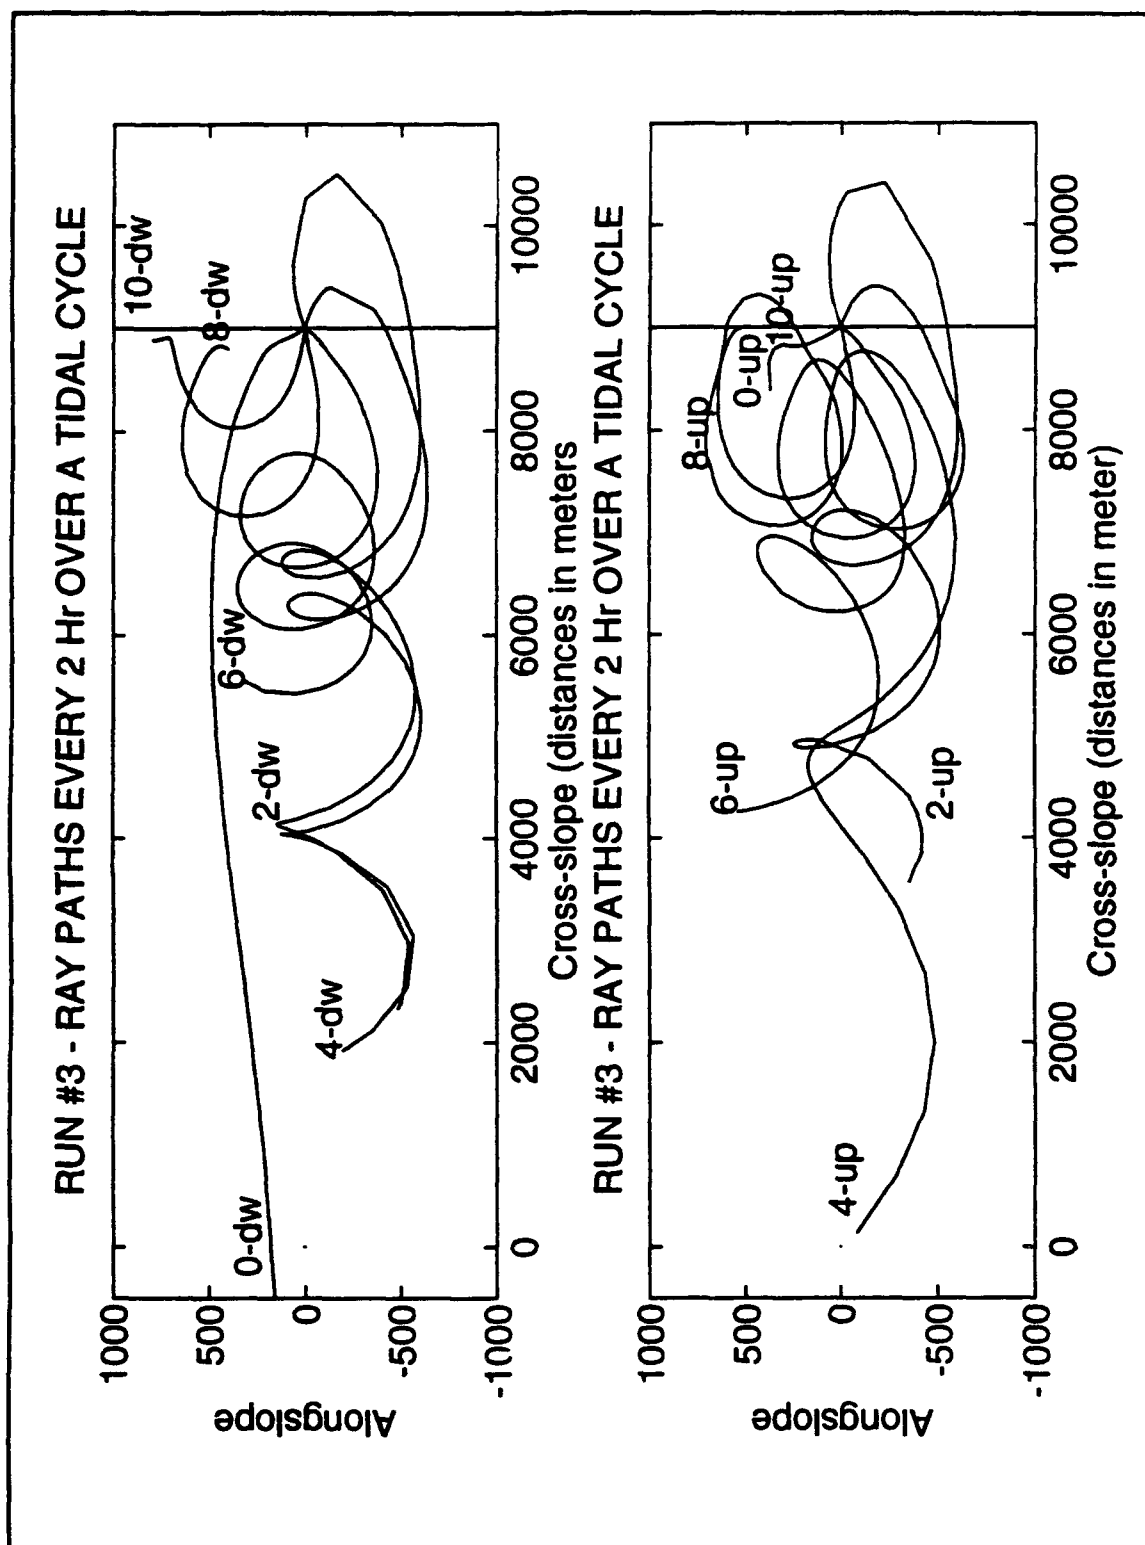 RUN #3 - RAY PATHS EVERY 2 Hr OVER A TIDAL CYCLE
1000
500
0
-500
-1000
Alongslope
0-dw
4-dw
2-dw
6-dw
8-dw
10-dw
0
2000
4000
6000
8000
10000
Cross-slope (distances in meters
RUN #3 - RAY PATHS EVERY 2 Hr OVER A TIDAL CYCLE
1000
500
0
-500
-1000
Alongslope
4-up
6-up
2-up
8-up
0-up
10-up
0
2000
4000
6000
8000
10000
Cross-slope (distances in meter)